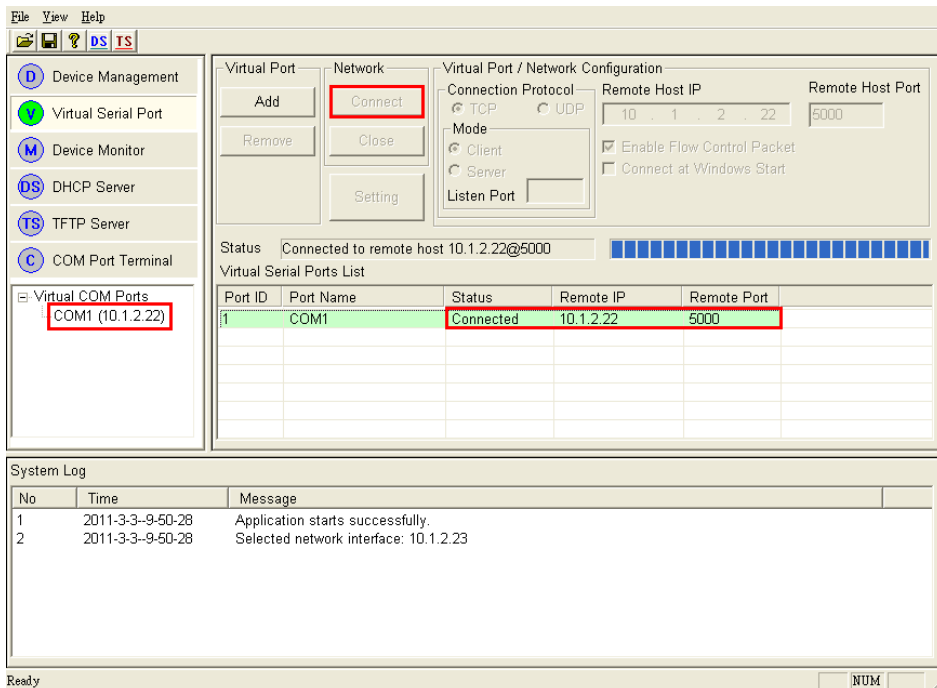 File View Help
DS TS
D Device Management
V Virtual Serial Port
M Device Monitor
DS DHCP Server
TS TFTP Server
C COM Port Terminal
Virtual COM Ports
COM1 (10.1.2.22)
Virtual Port
Add
Remove
Network
Connect
Close
Setting
Virtual Port / Network Configuration
Connection Protocol
TCP UDP
Mode
Client
Server
Listen Port
Remote Host IP
10 . 1 . 2 . 22
Remote Host Port
5000
Enable Flow Control Packet
Connect at Windows Start
Status Connected to remote host 10.1.2.22@5000
Virtual Serial Ports List
Port ID Port Name Status Remote IP Remote Port
1 COM1 Connected 10.1.2.22 5000
System Log
No Time Message
1 2011-3-3--9-50-28 Application starts successfully.
2 2011-3-3--9-50-28 Selected network interface: 10.1.2.23
Ready NUM